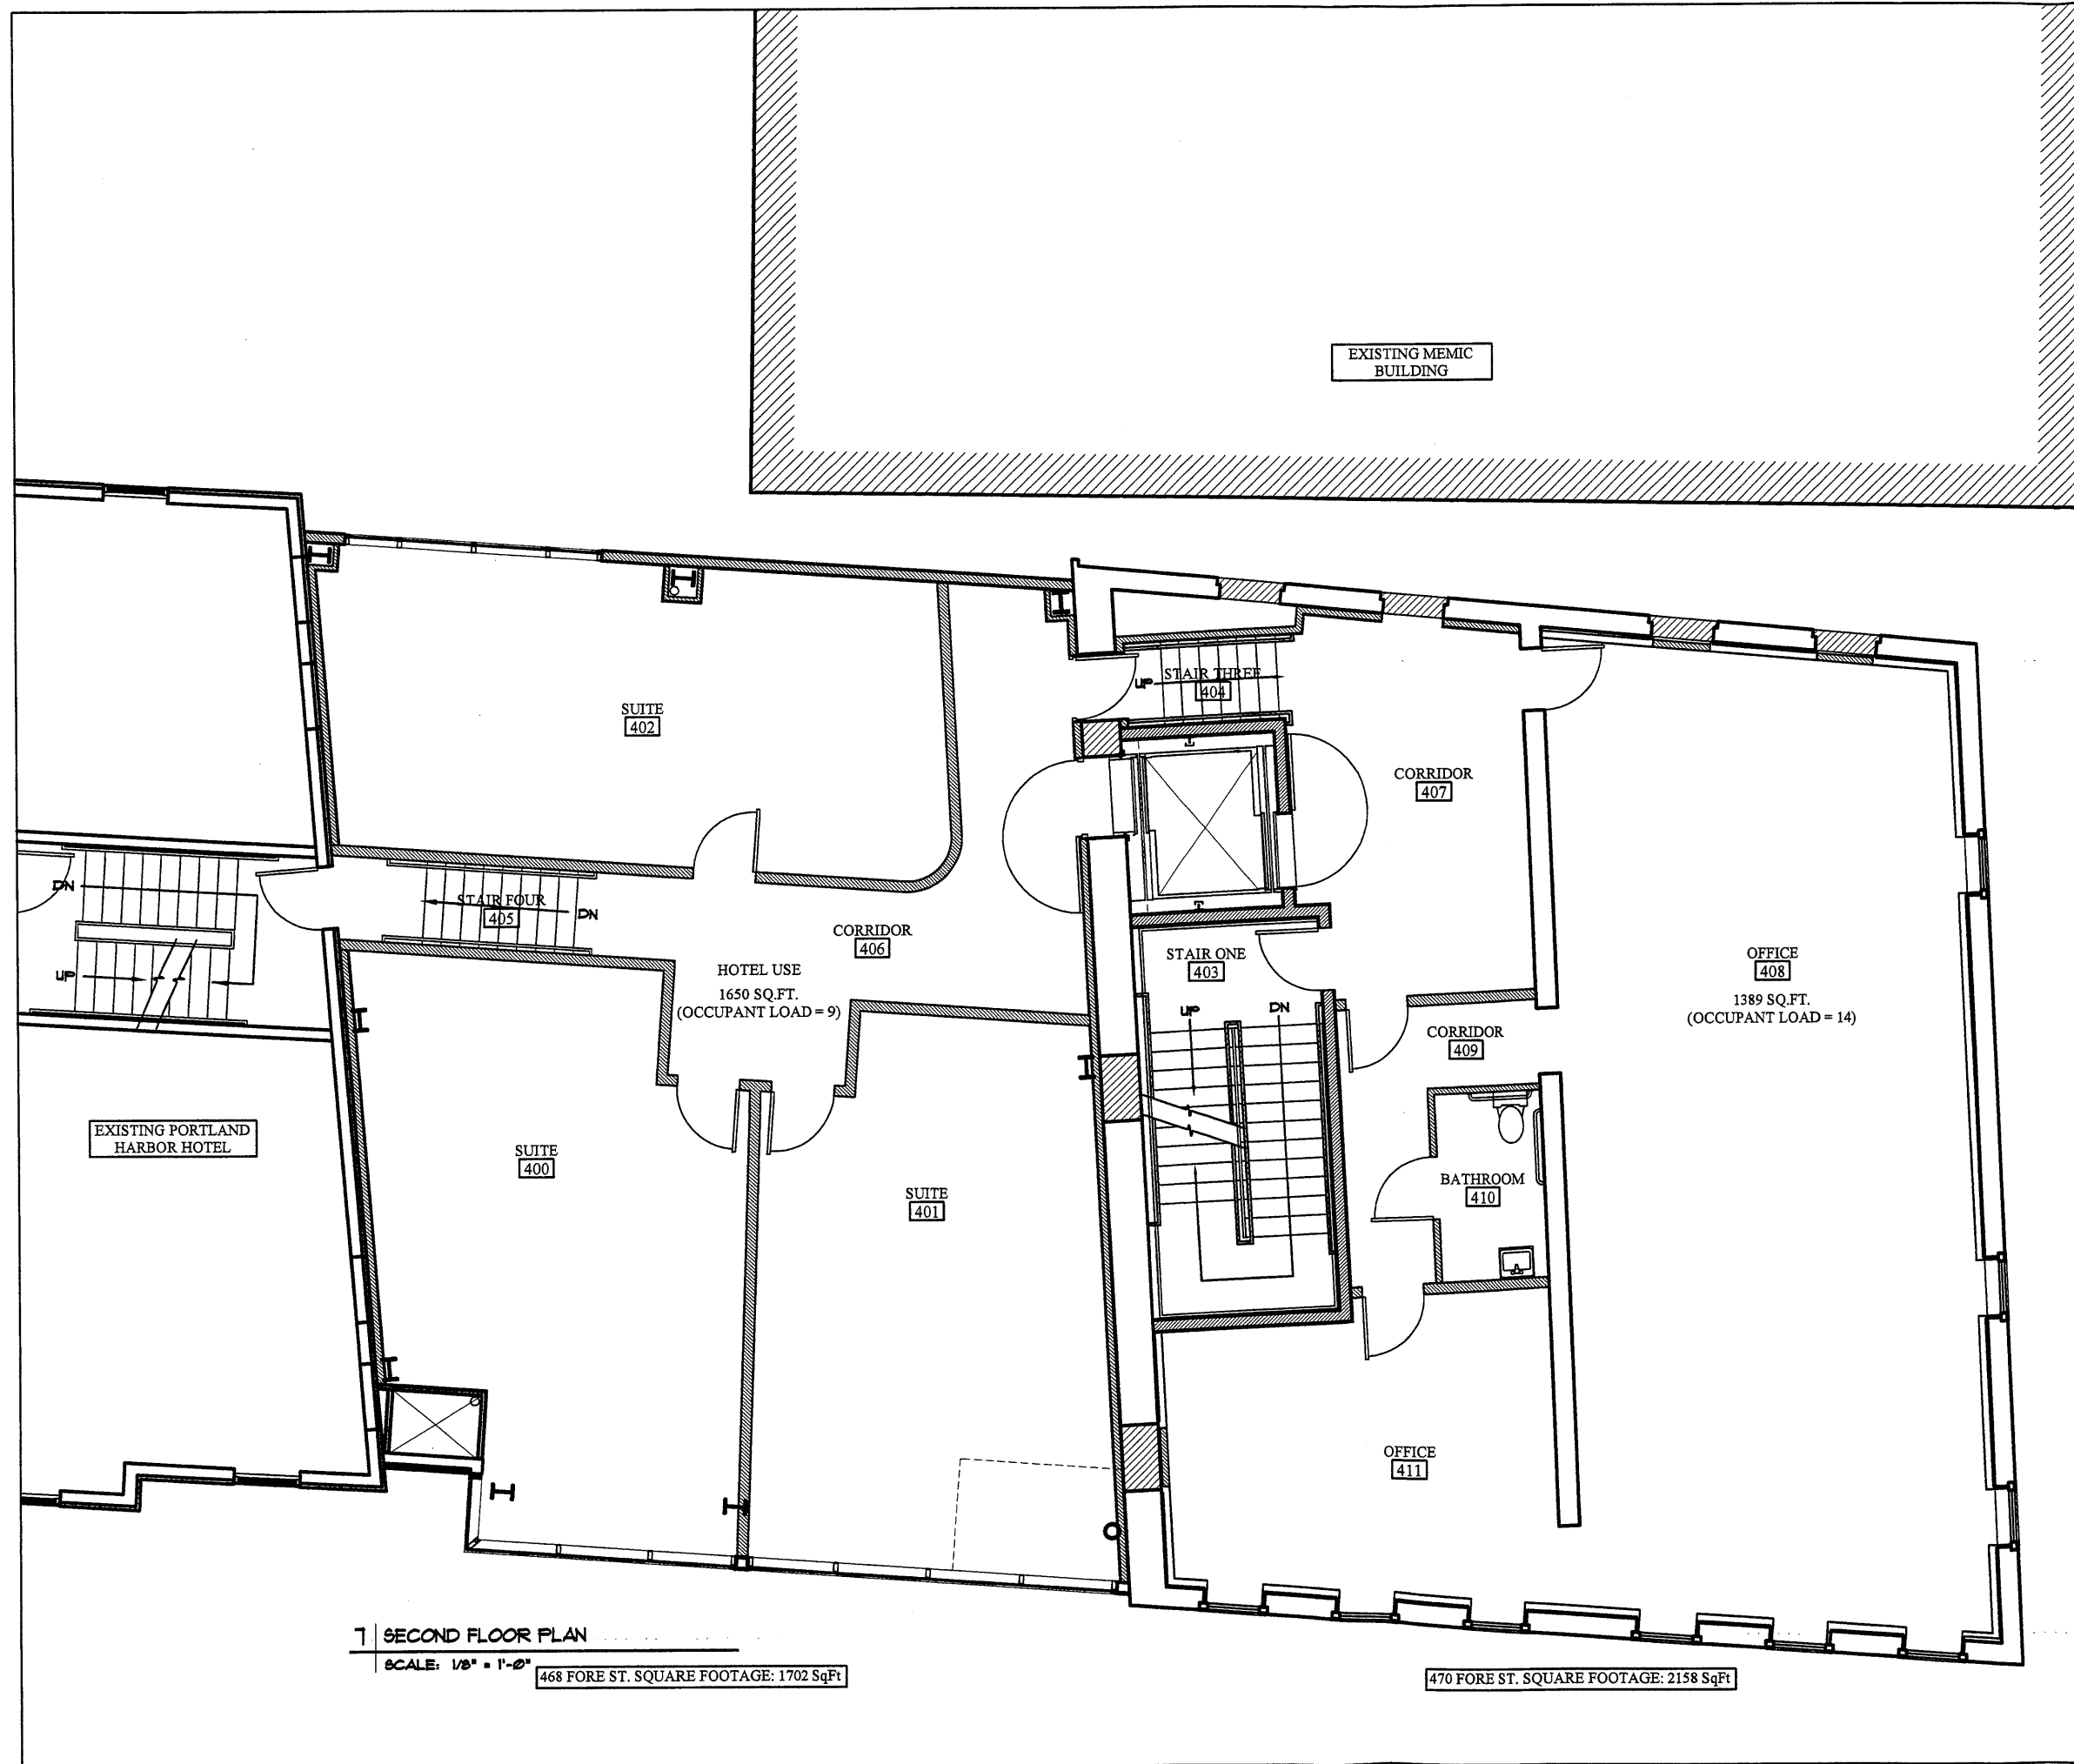 EXISTING MEMIC
BUILDING
SUITE
402
UP
STAIR THREE
404
CORRIDOR
407
DN
UP
STAIR FOUR
405
DN
CORRIDOR
406
HOTEL USE
1650 SQ.FT.
(OCCUPANT LOAD = 9)
STAIR ONE
403
UP
DN
OFFICE
408
1389 SQ.FT.
(OCCUPANT LOAD = 14)
CORRIDOR
409
EXISTING PORTLAND
HARBOR HOTEL
SUITE
400
SUITE
401
BATHROOM
410
OFFICE
411
7 SECOND FLOOR PLAN
SCALE: 1/8" = 1'-0"
468 FORE ST. SQUARE FOOTAGE: 1702 SqFt
470 FORE ST. SQUARE FOOTAGE: 2158 SqFt